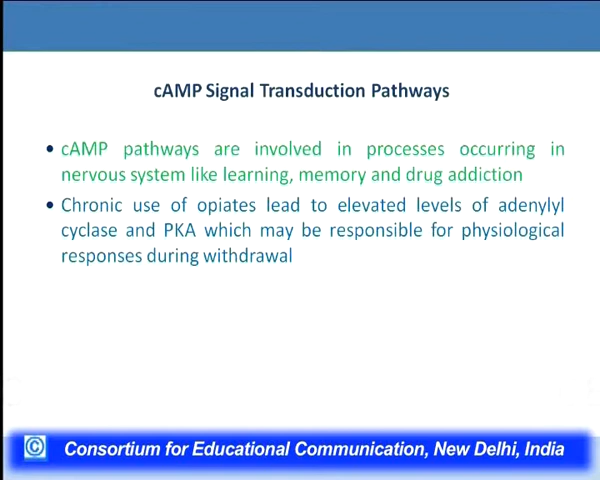 cAMP Signal Transduction Pathways
• cAMP pathways are involved in processes occurring in
nervous system like learning, memory and drug addiction
• Chronic use of opiates lead to elevated levels of adenylyl
cyclase and PKA which may be responsible for physiological
responses during withdrawal
© Consortium for Educational Communication, New Delhi, India